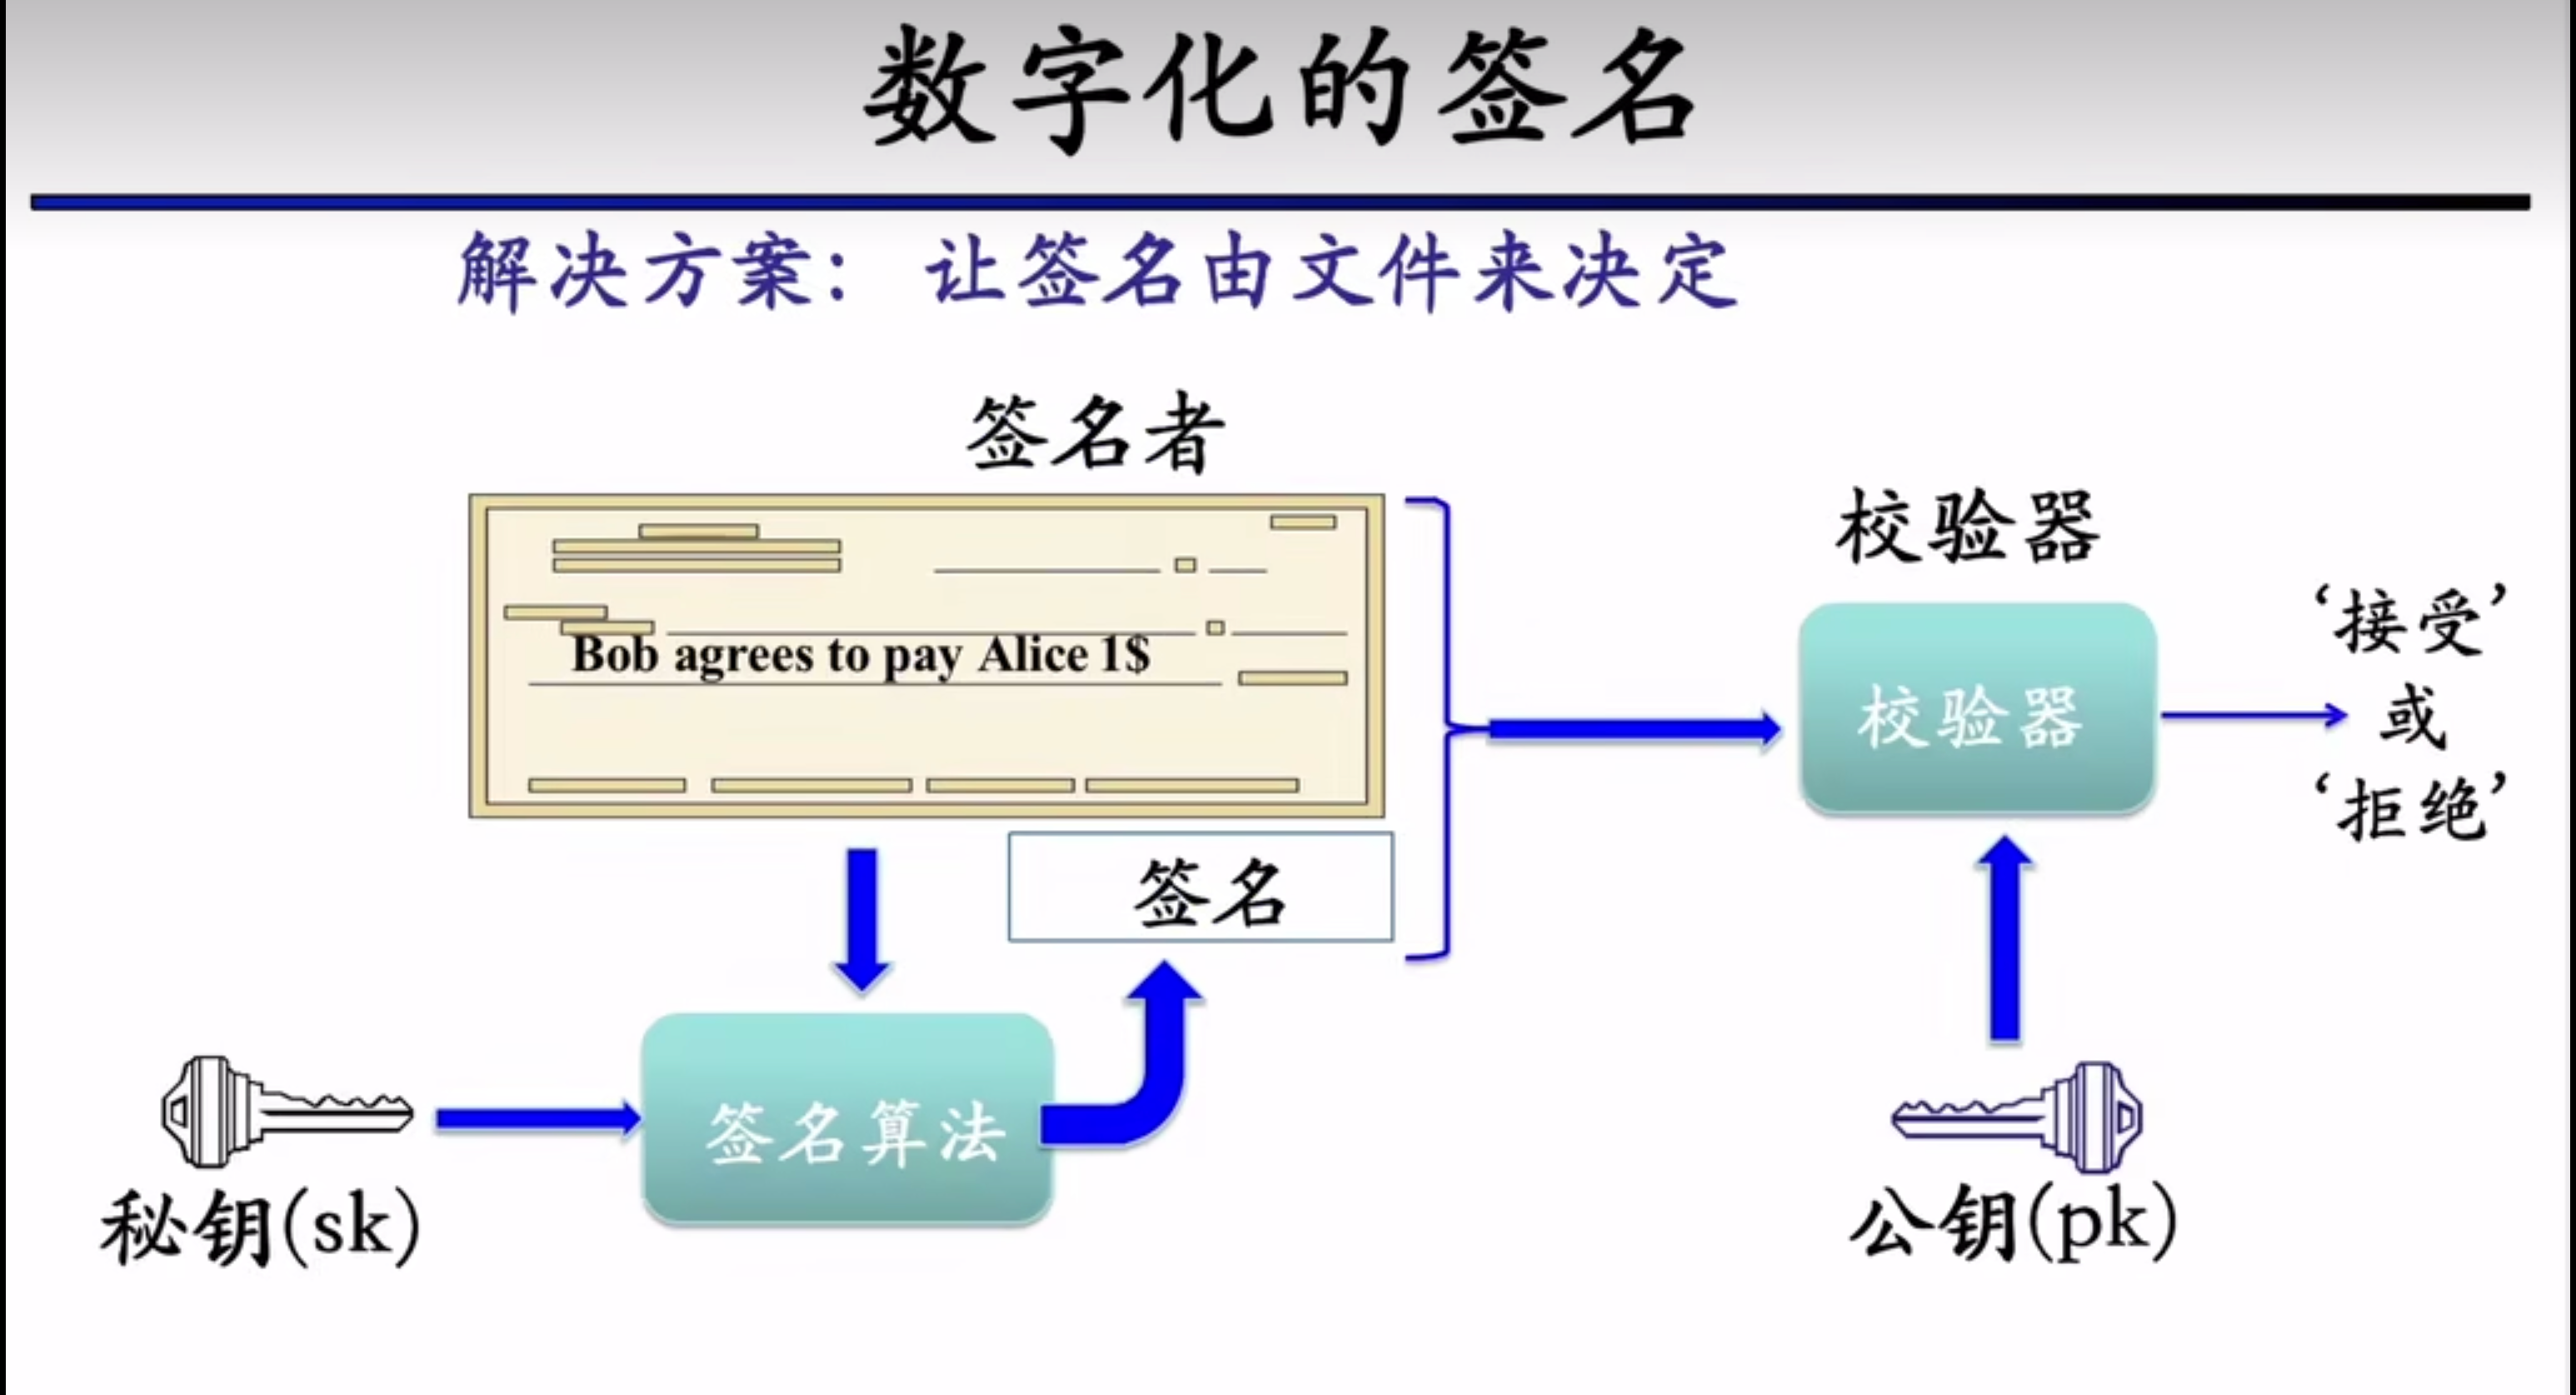 数字化的签名
解决方案： 让签名由文件来决定
签名者
Bob agrees to pay Alice 1$
签名
签名算法
秘钥(sk)
校验器
校验器
公钥(pk)
‘接受’
或
‘拒绝’